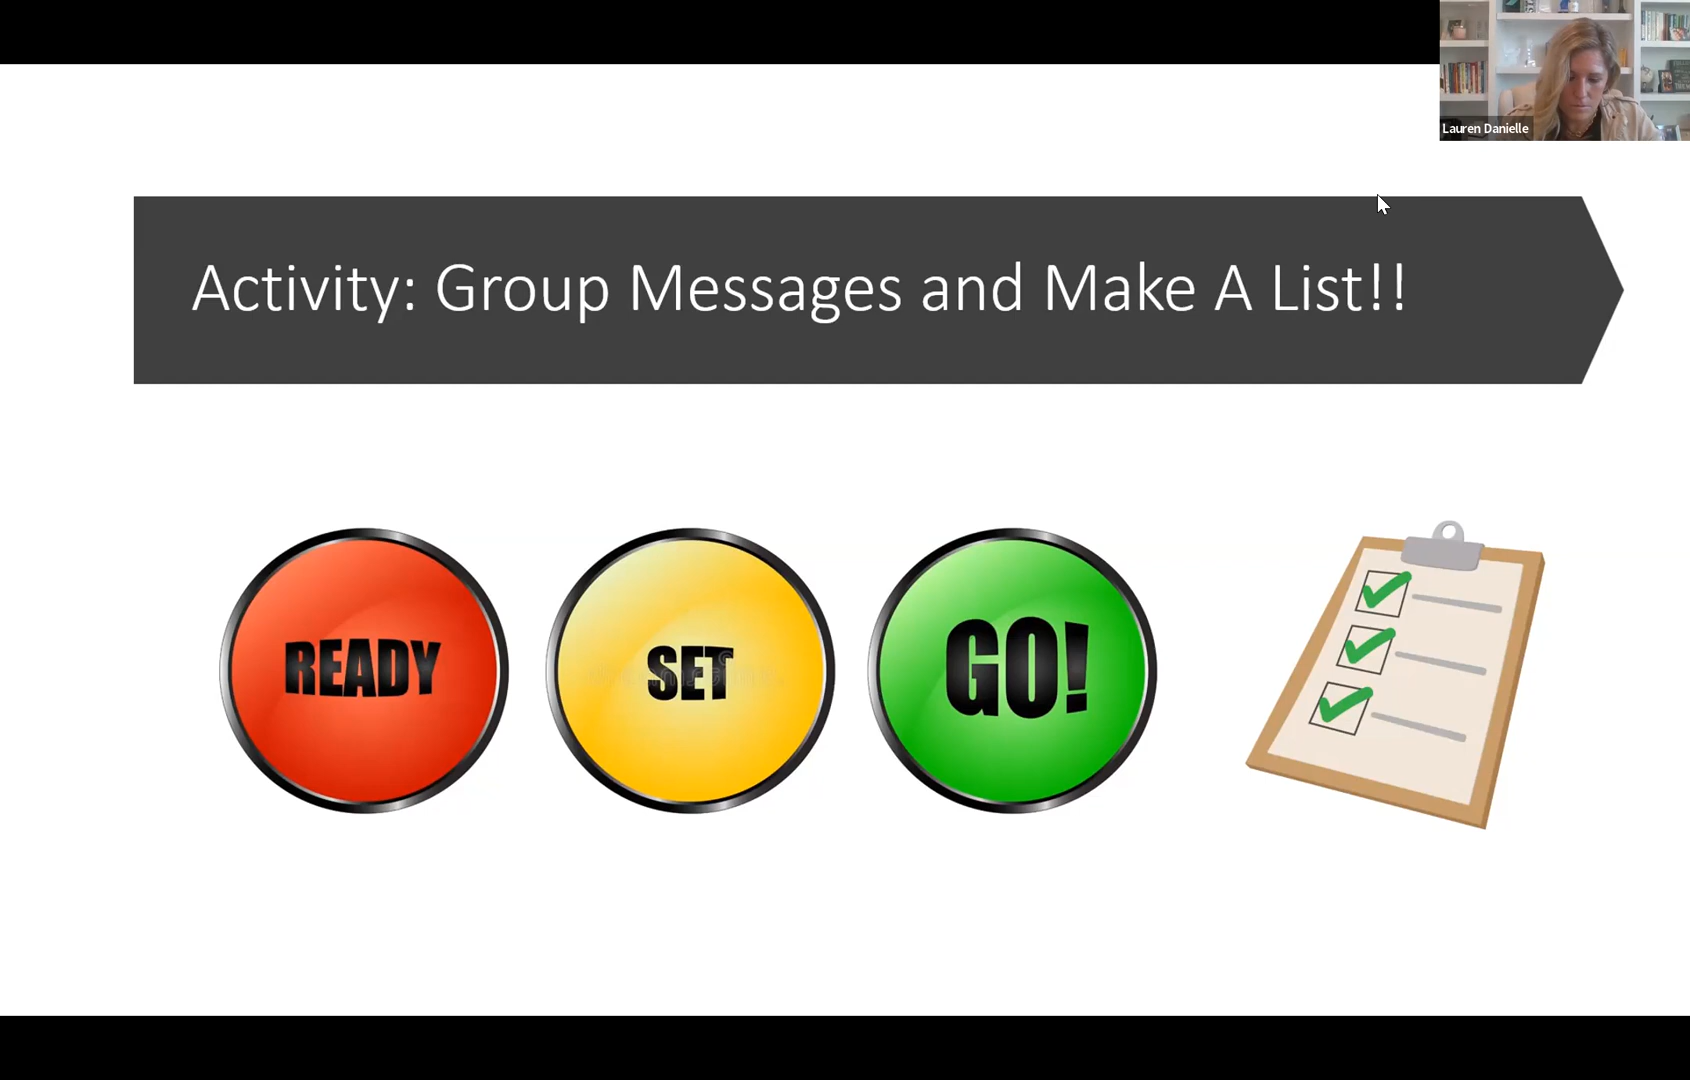 Lauren Danielle
Activity: Group Messages and Make A List!!
READY
SET
GO!